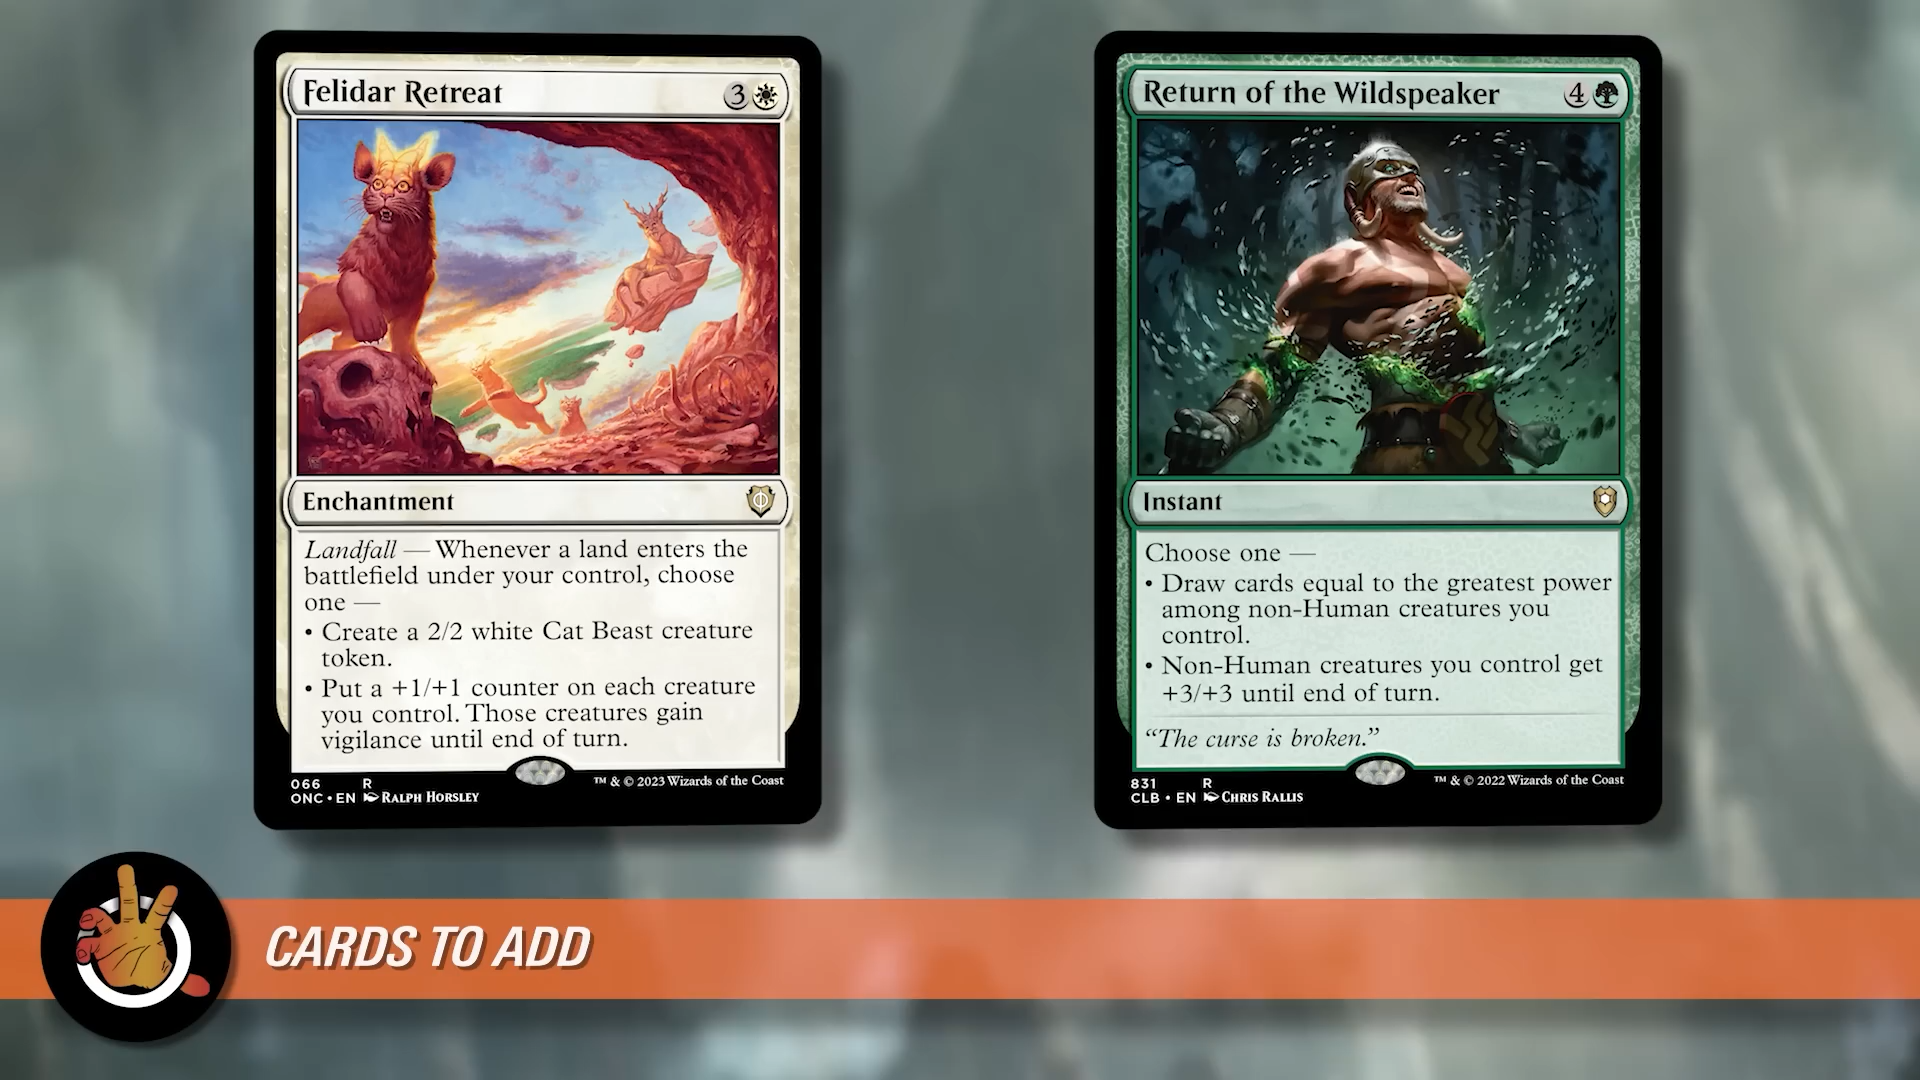 Felidar Retreat
3
Enchantment
Landfall — Whenever a land enters the
battlefield under your control, choose
one —
• Create a 2/2 white Cat Beast creature
token.
• Put a +1/+1 counter on each creature
you control. Those creatures gain
vigilance until end of turn.
066 R
ONC • EN RALPH HORSLEY
™ & © 2023 Wizards of the Coast
Return of the Wildspeaker
4
Instant
Choose one —
• Draw cards equal to the greatest power
among non-Human creatures you
control.
• Non-Human creatures you control get
+3/+3 until end of turn.
“The curse is broken.”
831 R
CLB • EN CHRIS RALLIS
™ & © 2022 Wizards of the Coast
CARDS TO ADD